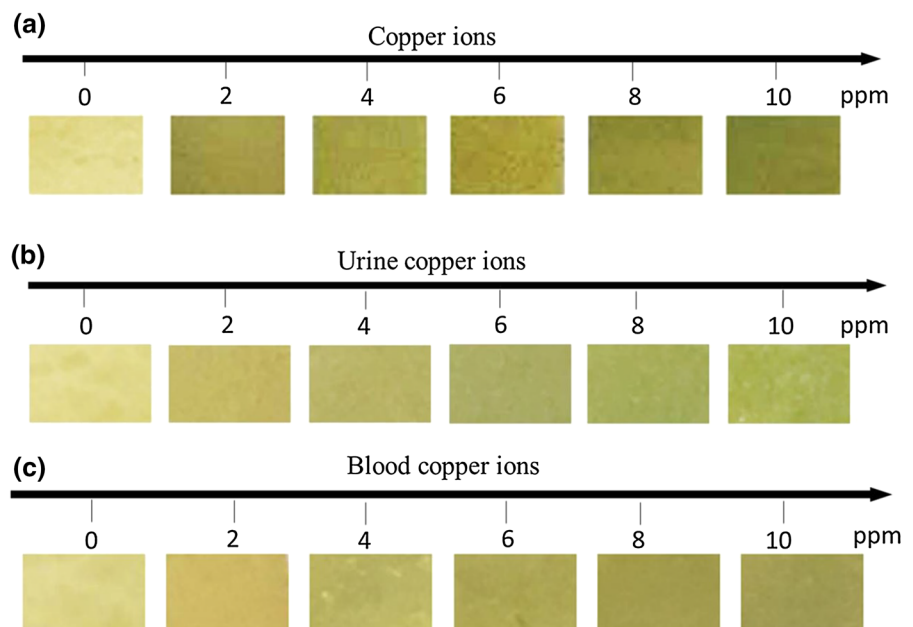 (a)
Copper ions
0 2 4 6 8 10 ppm
(b)
Urine copper ions
0 2 4 6 8 10 ppm
(c)
Blood copper ions
0 2 4 6 8 10 ppm